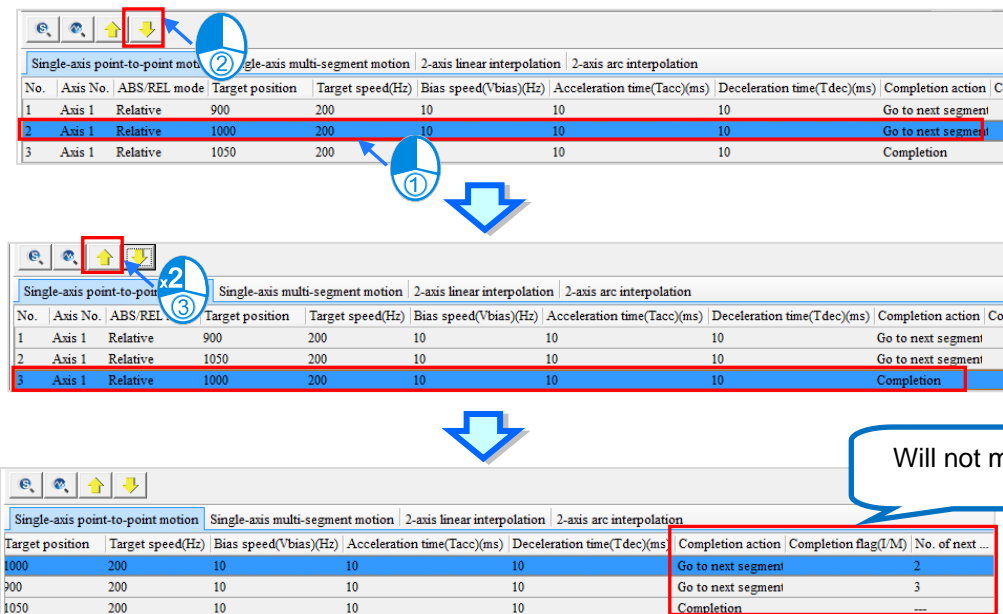 ②
Single-axis point-to-point gle-axis multi-segment motion 2-axis linear interpolation 2-axis arc interpolation
No. Axis No. ABS/REL mode Target position Target speed(Hz) Bias speed(Vbias)(Hz) Acceleration time(Tacc)(ms) Deceleration time(Tdec)(ms) Completion action
1 Axis 1 Relative 900 200 10 10 10 Go to next segment
2 Axis 1 Relative 1000 200 10 10 10 Go to next segment
3 Axis 1 Relative 1050 200 10 10 Completion
①
x2
③
Single-axis Single-axis multi-segment motion 2-axis linear interpolation 2-axis arc interpolation
No. Axis No. ABS/REL Target position Target speed(Hz) Bias speed(Vbias)(Hz) Acceleration time(Tacc)(ms) Deceleration time(Tdec)(ms) Completion action
1 Axis 1 Relative 900 200 10 10 10 Go to next segment
2 Axis 1 Relative 1050 200 10 10 10 Go to next segment
3 Axis 1 Relative 1000 200 10 10 10 Completion
Will not
Single-axis point-to-point motion Single-axis multi-segment motion 2-axis linear interpolation 2-axis arc interpolation
Target position Target speed(Hz) Bias speed(Vbias)(Hz) Acceleration time(Tacc)(ms) Deceleration time(Tdec)(ms) Completion action Completion flag(I/M) No. of next ...
1000 200 10 10 10 Go to next segment 2
900 200 10 10 10 Go to next segment 3
1050 200 10 10 10 Completion ---